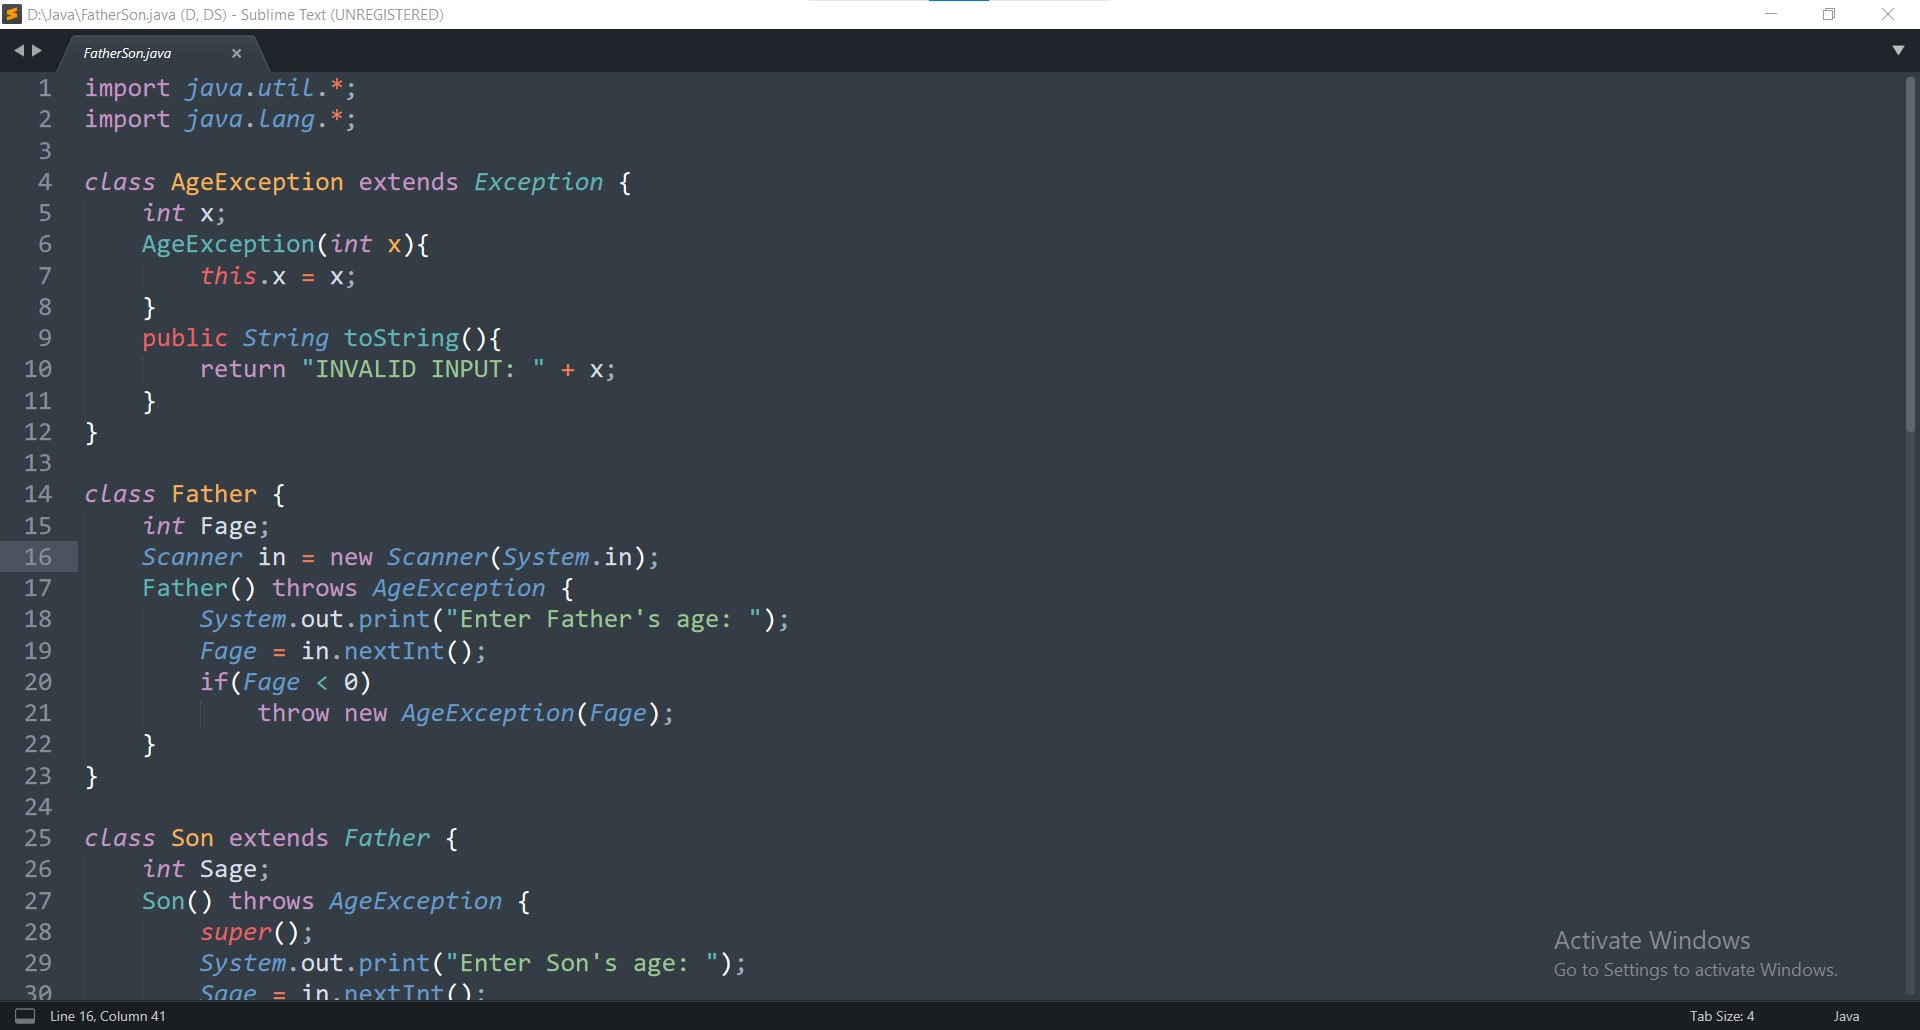 D:\Java\FatherSon.java (D, DS) - Sublime Text (UNREGISTERED)
FatherSon.java
1 import java.util.*;
2 import java.lang.*;
3
4 class AgeException extends Exception {
5     int x;
6     AgeException(int x){
7         this.x = x;
8     }
9     public String toString(){
10         return "INVALID INPUT: " + x;
11     }
12 }
13
14 class Father {
15     int Fage;
16     Scanner in = new Scanner(System.in);
17     Father() throws AgeException {
18         System.out.print("Enter Father's age: ");
19         Fage = in.nextInt();
20         if(Fage < 0)
21             throw new AgeException(Fage);
22     }
23 }
24
25 class Son extends Father {
26     int Sage;
27     Son() throws AgeException {
28         super();
29         System.out.print("Enter Son's age: ");
30         Sage = in.nextInt();
Activate Windows
Go to Settings to activate Windows.
Line 16, Column 41
Tab Size: 4
Java